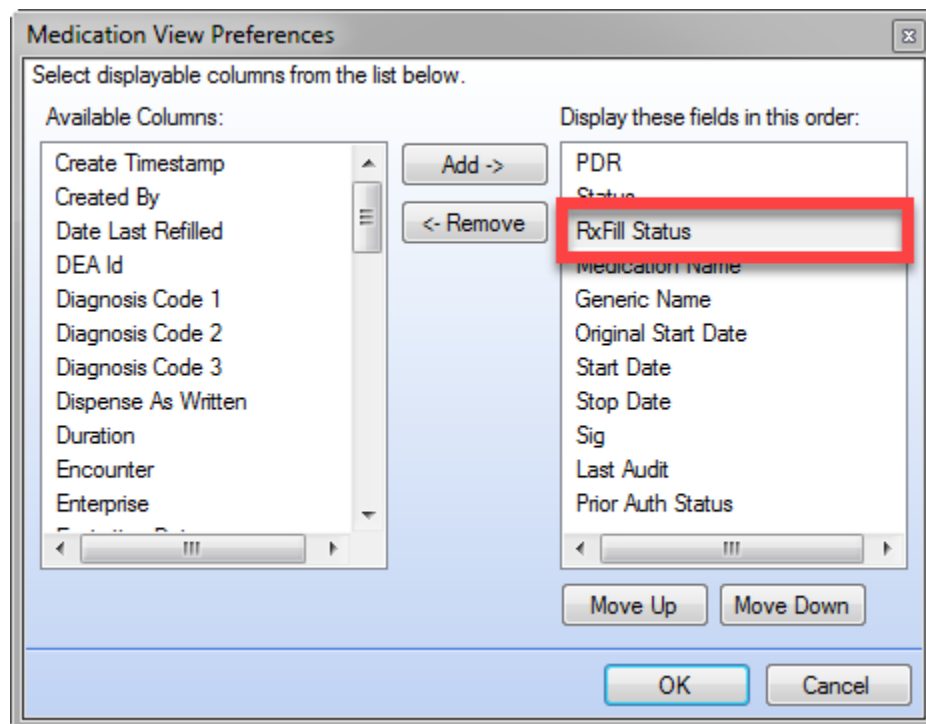 Medication View Preferences
Select displayable columns from the list below.
Available Columns:
Create Timestamp
Created By
Date Last Refilled
DEA Id
Diagnosis Code 1
Diagnosis Code 2
Diagnosis Code 3
Dispense As Written
Duration
Encounter
Enterprise
Add ->
<- Remove
Display these fields in this order:
PDR
Status
RxFill Status
Medication Name
Generic Name
Original Start Date
Start Date
Stop Date
Sig
Last Audit
Prior Auth Status
Move Up
Move Down
OK
Cancel